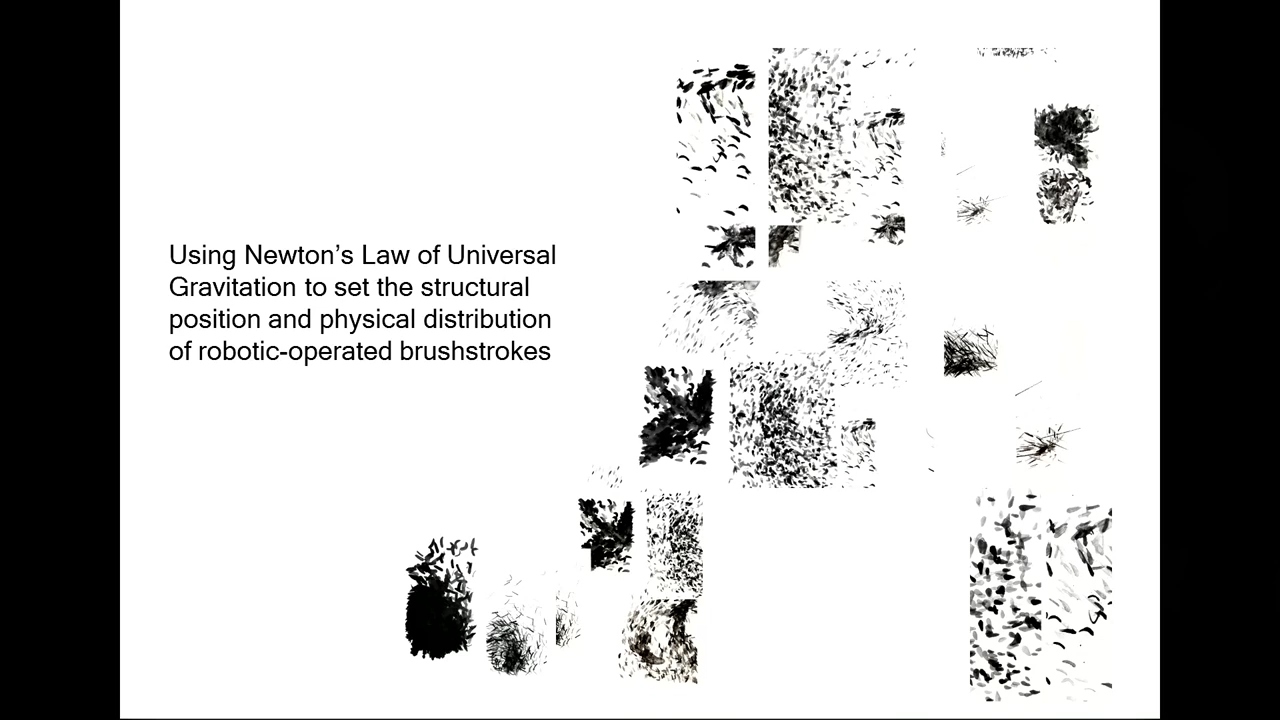 Using Newton’s Law of Universal
Gravitation to set the structural
position and physical distribution
of robotic-operated brushstrokes